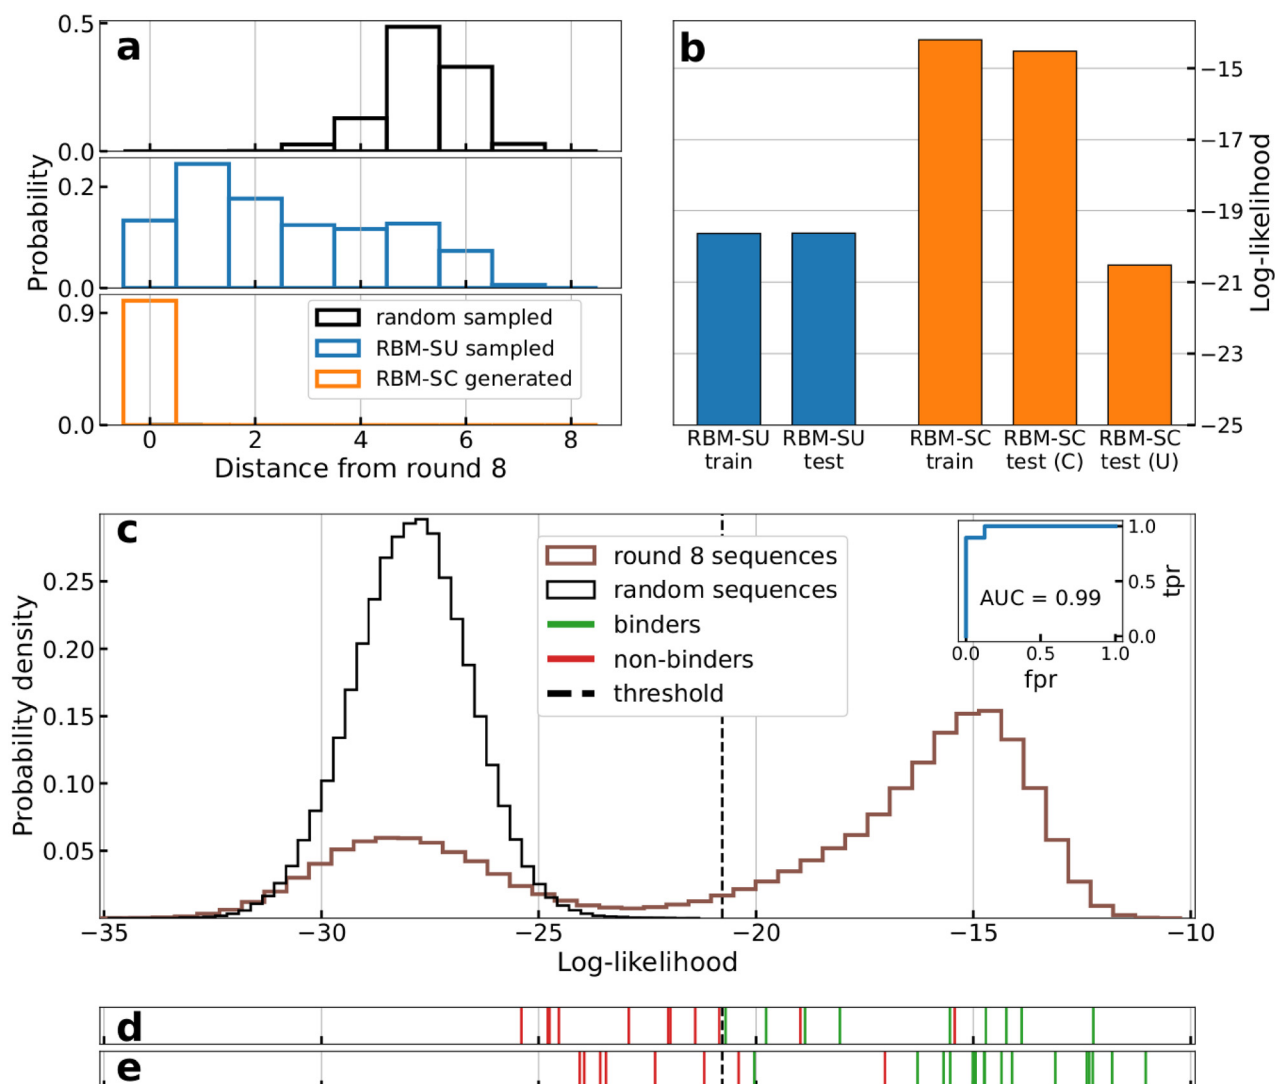 a
0.5
0.0
0.2
0.0
0.9
0.0
Probability
random sampled
RBM-SU sampled
RBM-SC generated
0 2 4 6 8
Distance from round 8
b
−15
−17
−19
−21
−23
−25
Log-likelihood
RBM-SU
train
RBM-SU
test
RBM-SC
train
RBM-SC
test (C)
RBM-SC
test (U)
c
0.25
0.20
0.15
0.10
0.05
Probability density
round 8 sequences
random sequences
binders
non-binders
threshold
AUC = 0.99
1.0
0.5
0.0
tpr
0.0 0.5 1.0
fpr
−35 −30 −25 −20 −15 −10
Log-likelihood
d
e